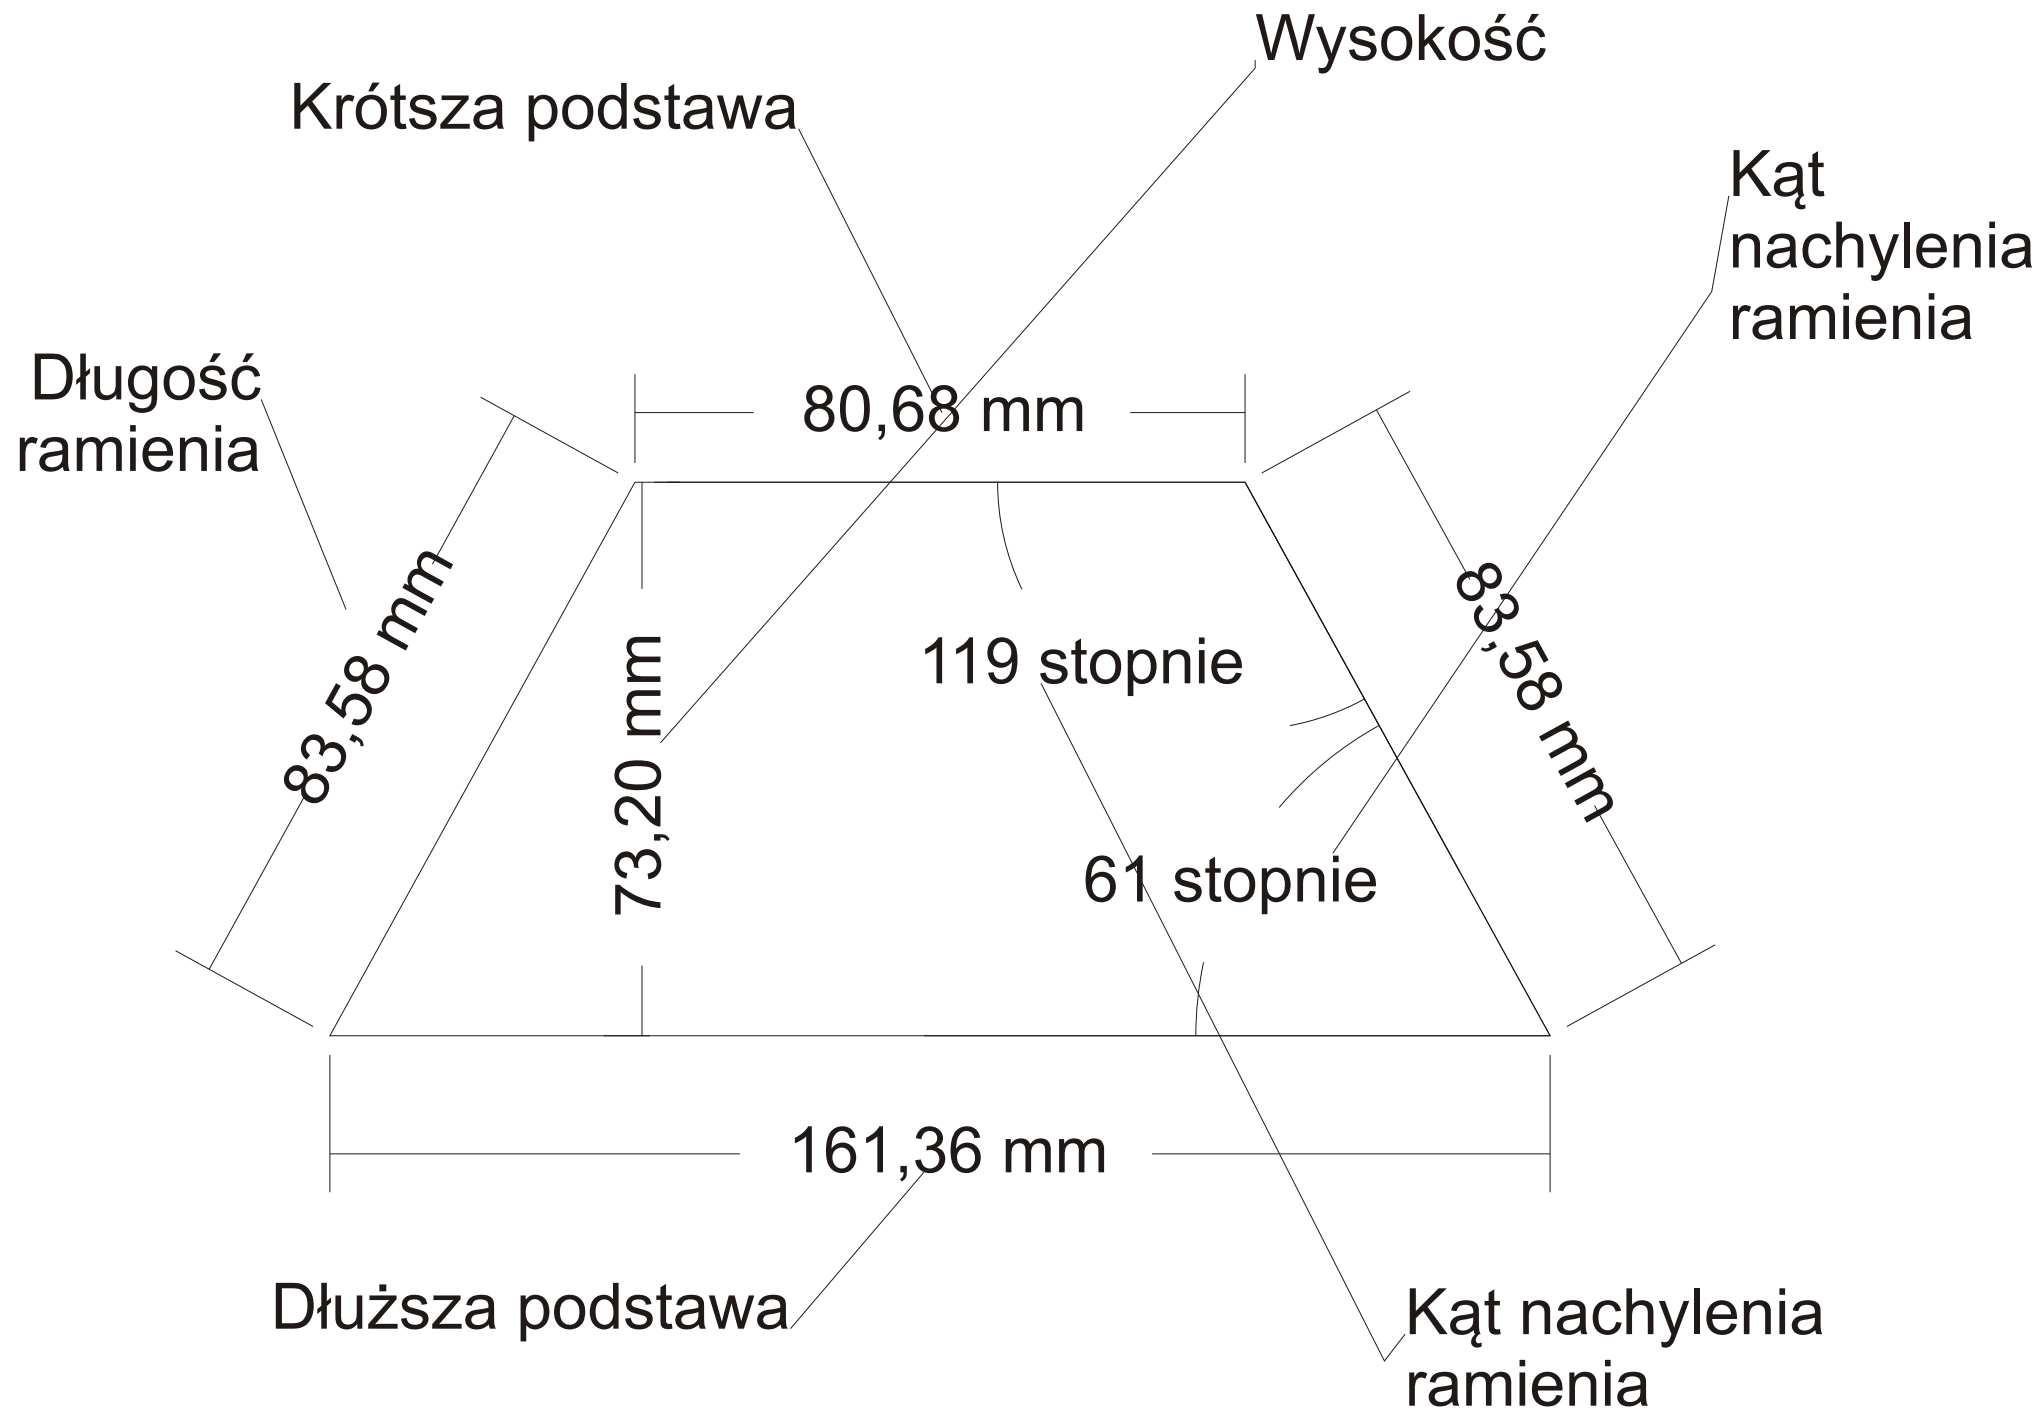 Wysokość
Krótsza podstawa
Kąt
nachylenia
ramienia
Długość
ramienia
80,68 mm
83,58 mm
83,58 mm
73,20 mm
119 stopnie
61 stopnie
161,36 mm
Dłuższa podstawa
Kąt nachylenia
ramienia